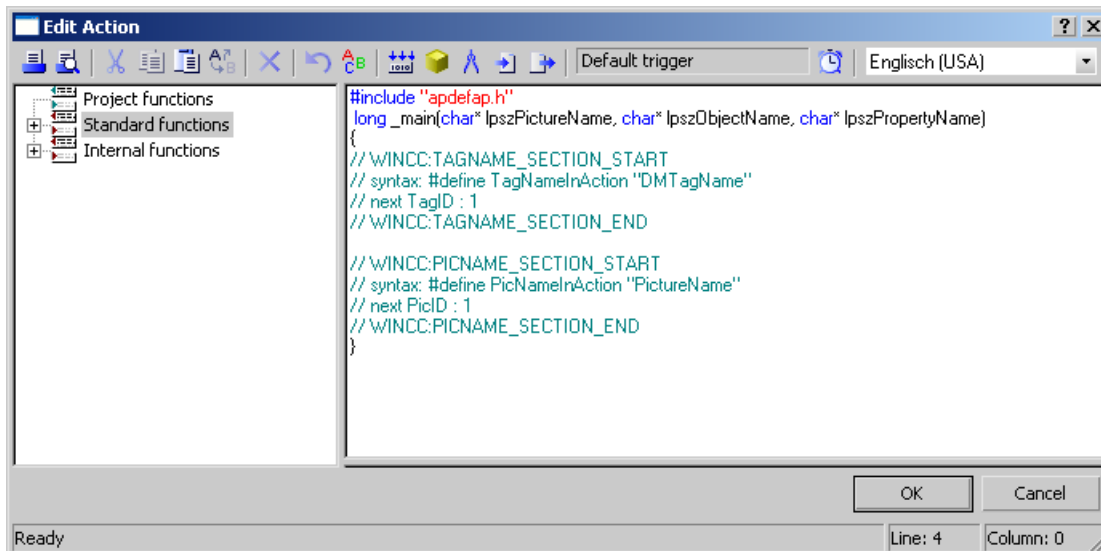 Edit Action
Default trigger
Englisch (USA)
Project functions
Standard functions
Internal functions
#include "apdefap.h"
long _main(char* lpszPictureName, char* lpszObjectName, char* lpszPropertyName)
{
// WINCC:TAGNAME_SECTION_START
// syntax: #define TagNameInAction "DMTagName"
// next TagID : 1
// WINCC:TAGNAME_SECTION_END
// WINCC:PICNAME_SECTION_START
// syntax: #define PicNameInAction "PictureName"
// next PicID : 1
// WINCC:PICNAME_SECTION_END
}
OK
Cancel
Ready
Line: 4
Column: 0